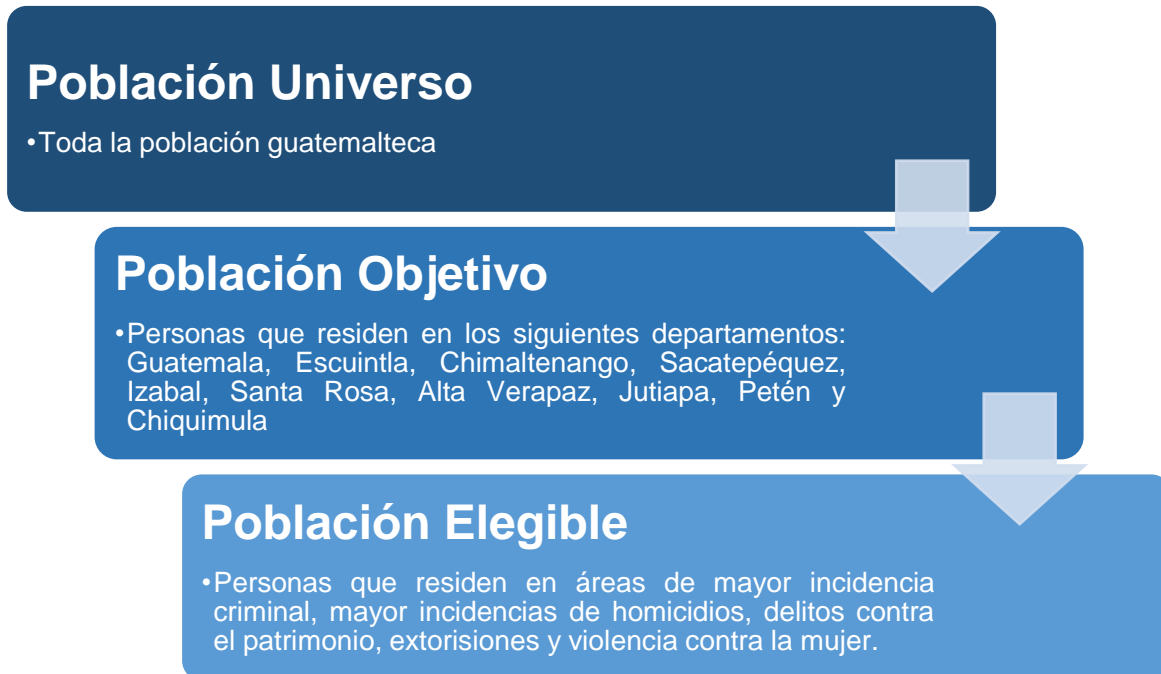 Población Universo
•Toda la población guatemalteca
Población Objetivo
•Personas que residen en los siguientes departamentos:
Guatemala, Escuintla, Chimaltenango, Sacatepéquez,
Izabal, Santa Rosa, Alta Verapaz, Jutiapa, Petén y
Chiquimula
Población Elegible
•Personas que residen en áreas de mayor incidencia
criminal, mayor incidencias de homicidios, delitos contra
el patrimonio, extorisiones y violencia contra la mujer.